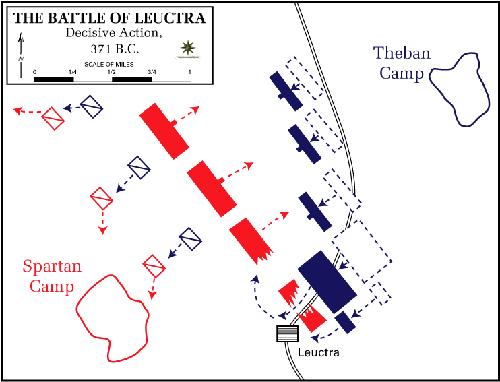 THE BATTLE OF LEUCTRA
Decisive Action,
371 B.C.
N
SCALE OF MILES
0 1/4 1/2 3/4 1
Theban
Camp
Spartan
Camp
Leuctra